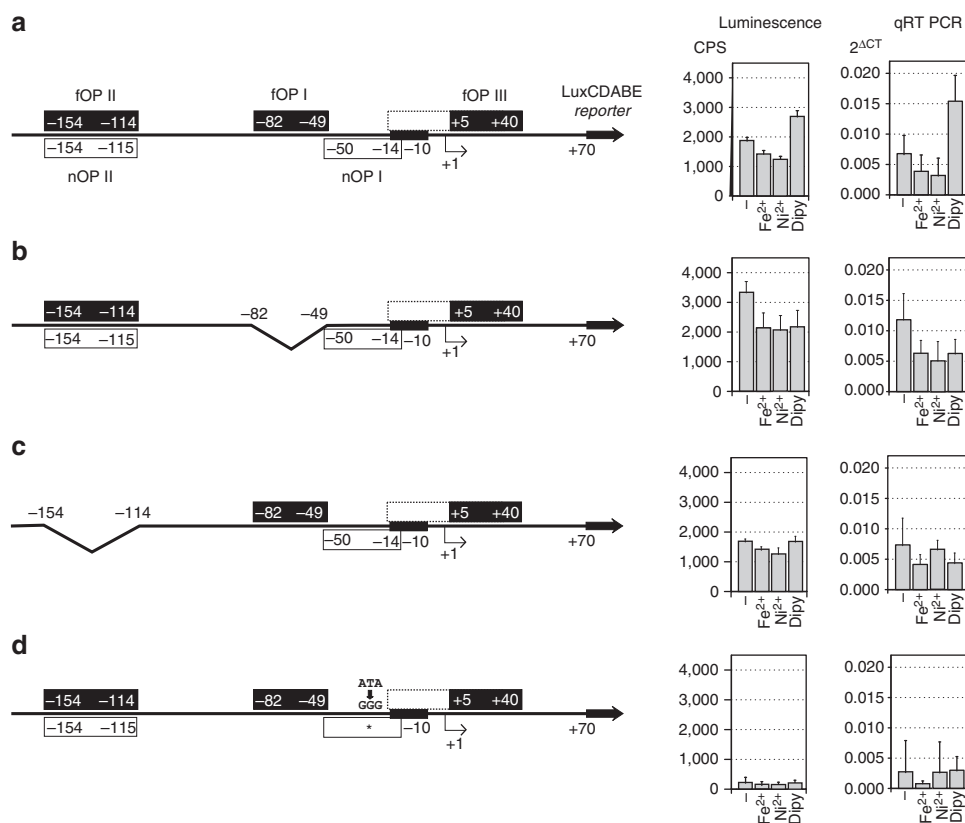 a
Luminescence qRT PCR
CPS 2ΔCT
fOP II fOP I fOP III LuxCDABE
reporter
−154 −114 −82 −49 +5 +40
−154 −115 −50 −14 −10 +1 +70
nOP II nOP I
4,000
3,000
2,000
1,000
0
− Fe2+ Ni2+ Dipy
0.020
0.015
0.010
0.005
0.000
− Fe2+ Ni2+ Dipy
b
−154 −114 −82 −49 +5 +40
−154 −115 −50 −14 −10 +1 +70
4,000
3,000
2,000
1,000
0
− Fe2+ Ni2+ Dipy
0.020
0.015
0.010
0.005
0.000
− Fe2+ Ni2+ Dipy
c
−154 −114 −82 −49 +5 +40
−50 −14 −10 +1 +70
4,000
3,000
2,000
1,000
0
− Fe2+ Ni2+ Dipy
0.020
0.015
0.010
0.005
0.000
− Fe2+ Ni2+ Dipy
d
ATA
GGG
−154 −114 −82 −49 +5 +40
−154 −115 * −10 +1 +70
4,000
3,000
2,000
1,000
0
− Fe2+ Ni2+ Dipy
0.020
0.015
0.010
0.005
0.000
− Fe2+ Ni2+ Dipy